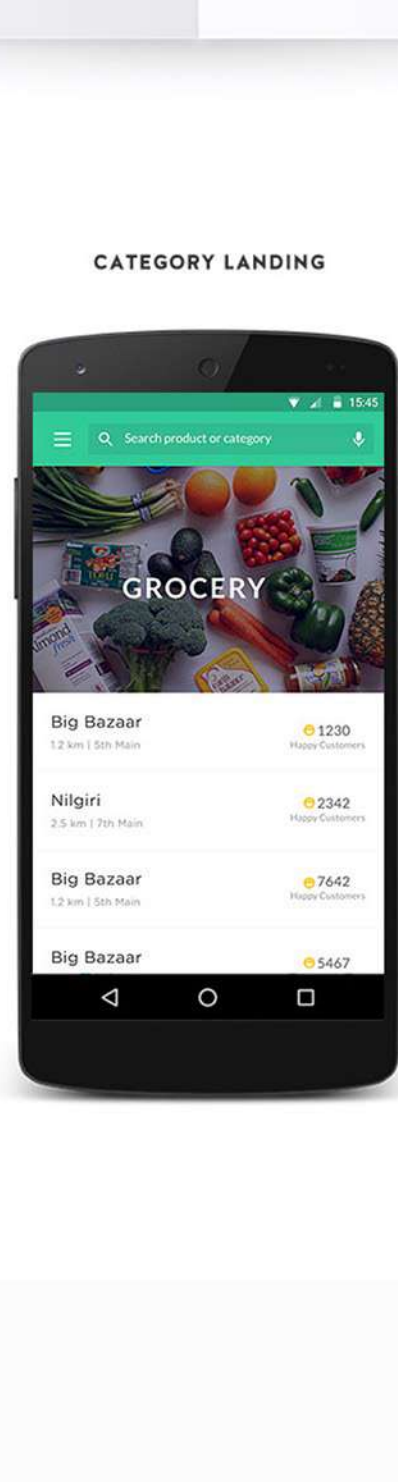 CATEGORY LANDING
15:45
Search product or category
GROCERY
Almond
fresh
Big Bazaar
1230
1.2 km | 5th Main
Happy Customers
Nilgiri
2342
2.5 km | 7th Main
Happy Customers
Big Bazaar
7642
1.2 km | 5th Main
Happy Customers
Big Bazaar
5467